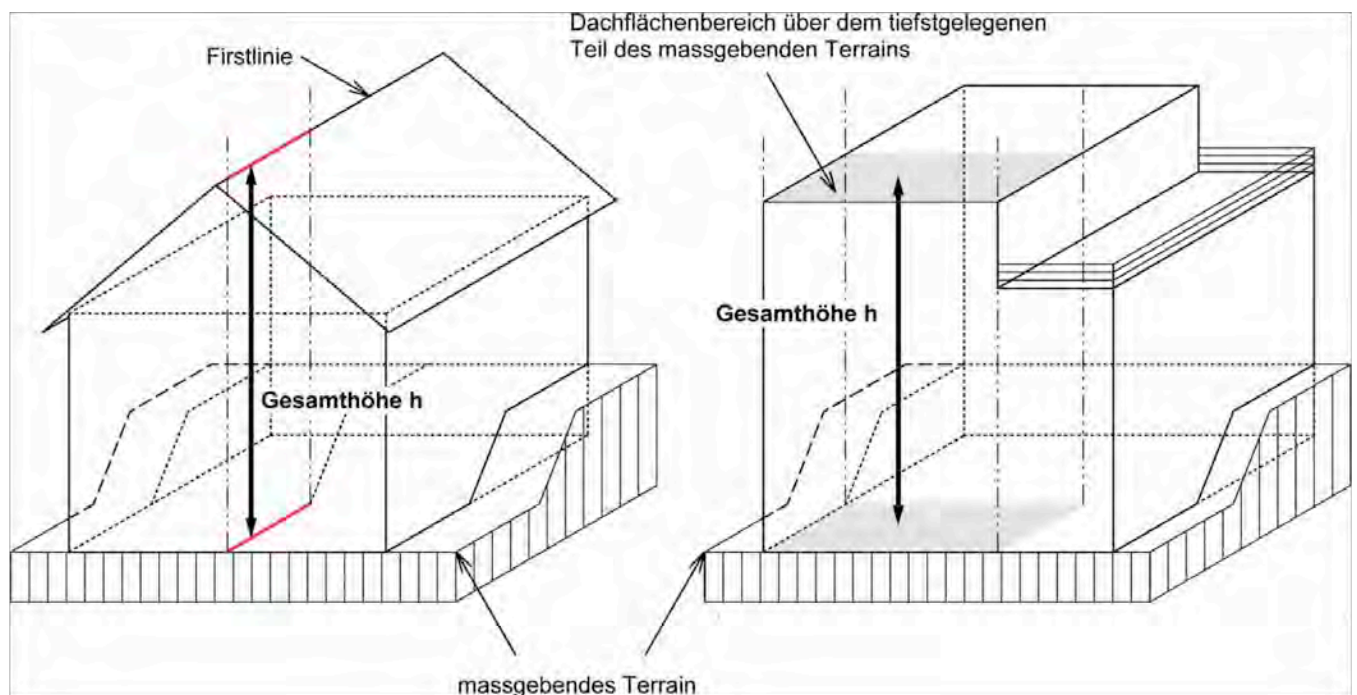 Dachflächenbereich über dem tiefstgelegenen
Teil des massgebenden Terrains
Firstlinie
Gesamthöhe h
Gesamthöhe h
massgebendes Terrain